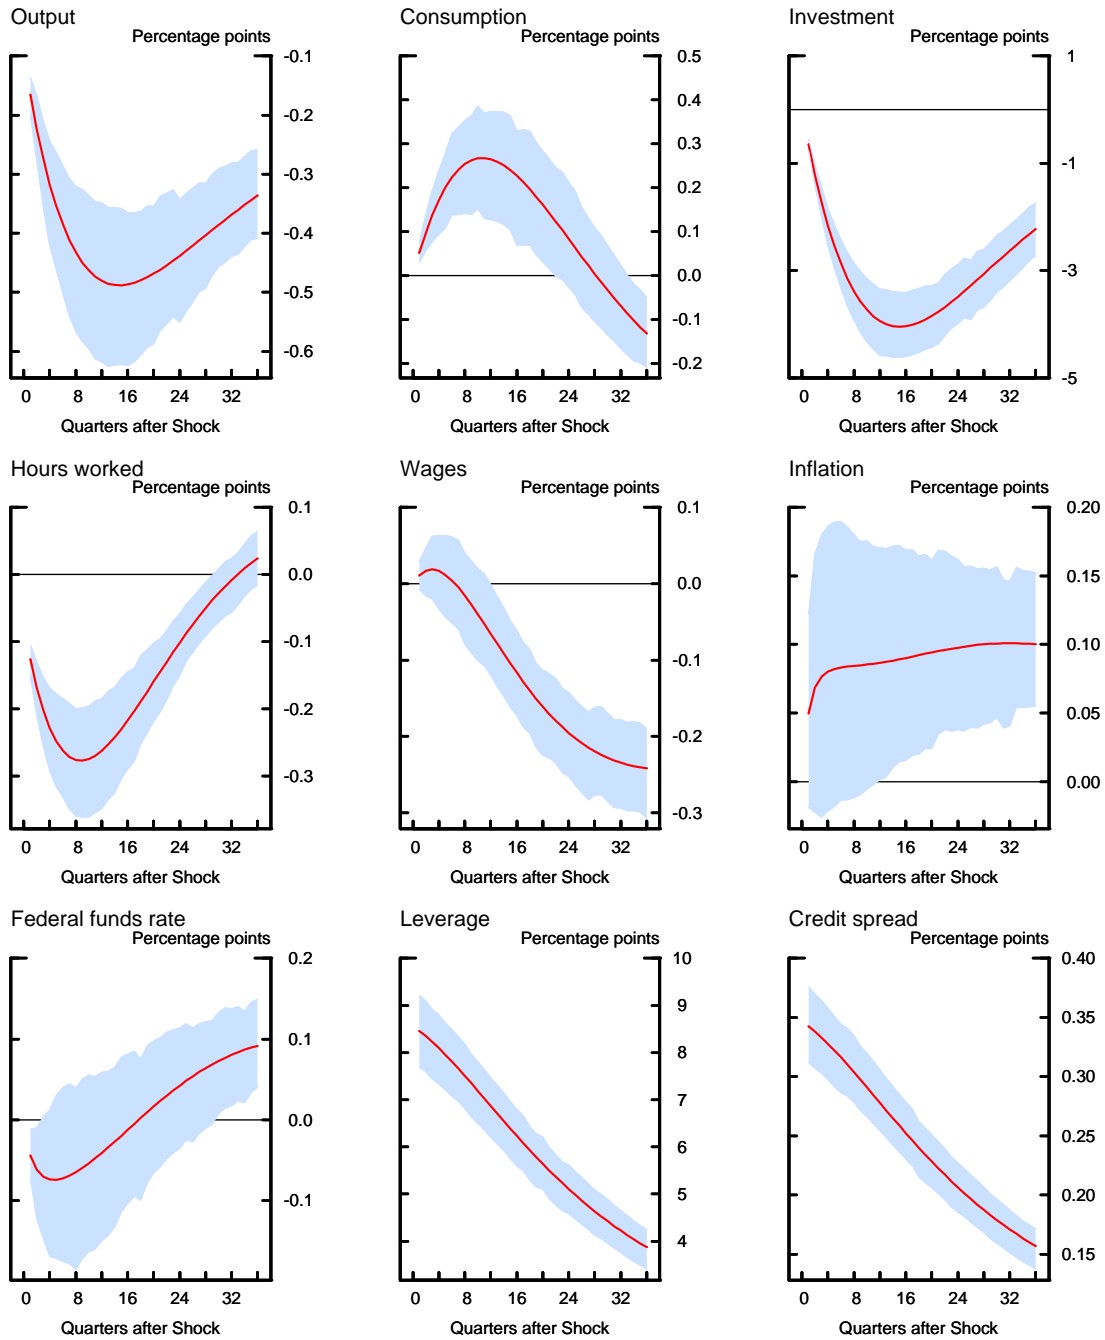 Output
Percentage points
-0.1
-0.2
-0.3
-0.4
-0.5
-0.6
0 8 16 24 32
Quarters after Shock
Consumption
Percentage points
0.5
0.4
0.3
0.2
0.1
0.0
-0.1
-0.2
0 8 16 24 32
Quarters after Shock
Investment
Percentage points
1
-1
-3
-5
0 8 16 24 32
Quarters after Shock
Hours worked
Percentage points
0.1
0.0
-0.1
-0.2
-0.3
0 8 16 24 32
Quarters after Shock
Wages
Percentage points
0.1
0.0
-0.1
-0.2
-0.3
0 8 16 24 32
Quarters after Shock
Inflation
Percentage points
0.20
0.15
0.10
0.05
0.00
0 8 16 24 32
Quarters after Shock
Federal funds rate
Percentage points
0.2
0.1
0.0
-0.1
0 8 16 24 32
Quarters after Shock
Leverage
Percentage points
10
9
8
7
6
5
4
0 8 16 24 32
Quarters after Shock
Credit spread
Percentage points
0.40
0.35
0.30
0.25
0.20
0.15
0 8 16 24 32
Quarters after Shock